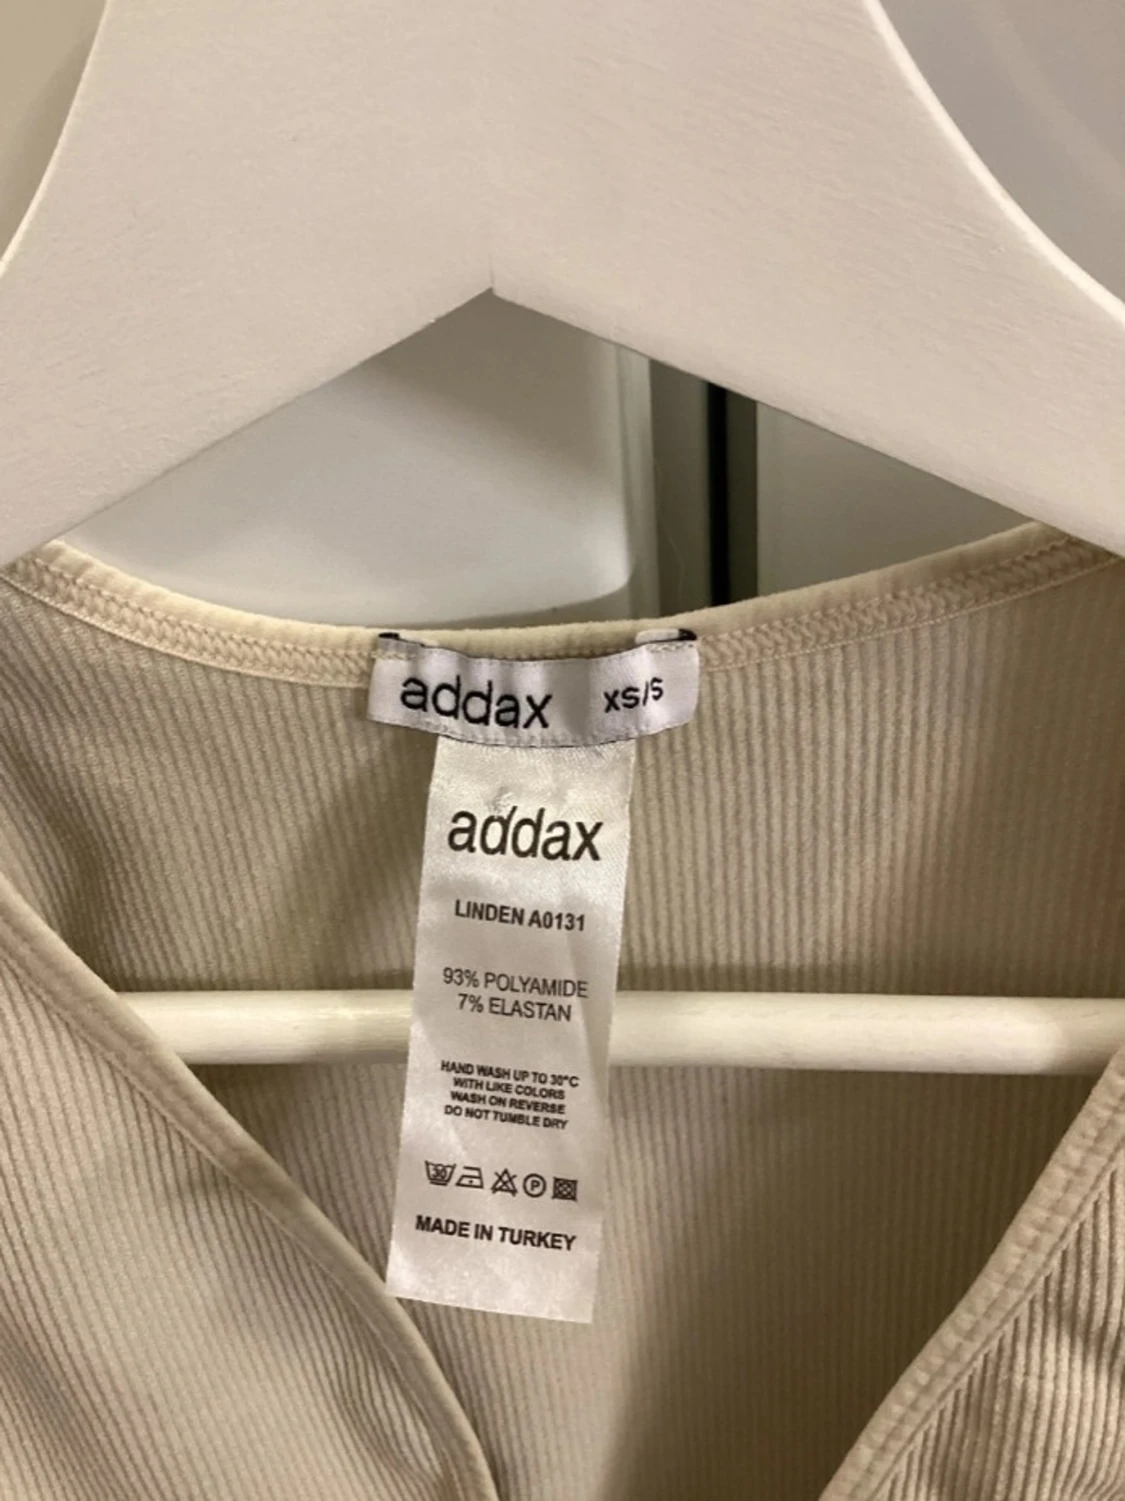 addax XS/S
addax
LINDEN A0131
93% POLYAMIDE
7% ELASTAN
HAND WASH UP TO 30°C
WITH LIKE COLORS
WASH ON REVERSE
DO NOT TUMBLE DRY
30 P
MADE IN TURKEY